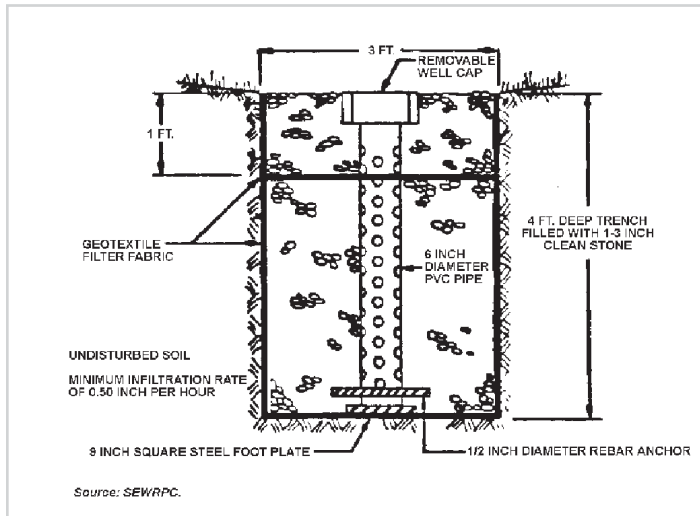 3 FT.
REMOVABLE
WELL CAP
1 FT.
4 FT. DEEP TRENCH
FILLED WITH 1-3 INCH
CLEAN STONE
GEOTEXTILE
FILTER FABRIC
6 INCH
DIAMETER
PVC PIPE
UNDISTURBED SOIL
MINIMUM INFILTRATION RATE
OF 0.50 INCH PER HOUR
9 INCH SQUARE STEEL FOOT PLATE
1/2 INCH DIAMETER REBAR ANCHOR
Source: SEWRPC.